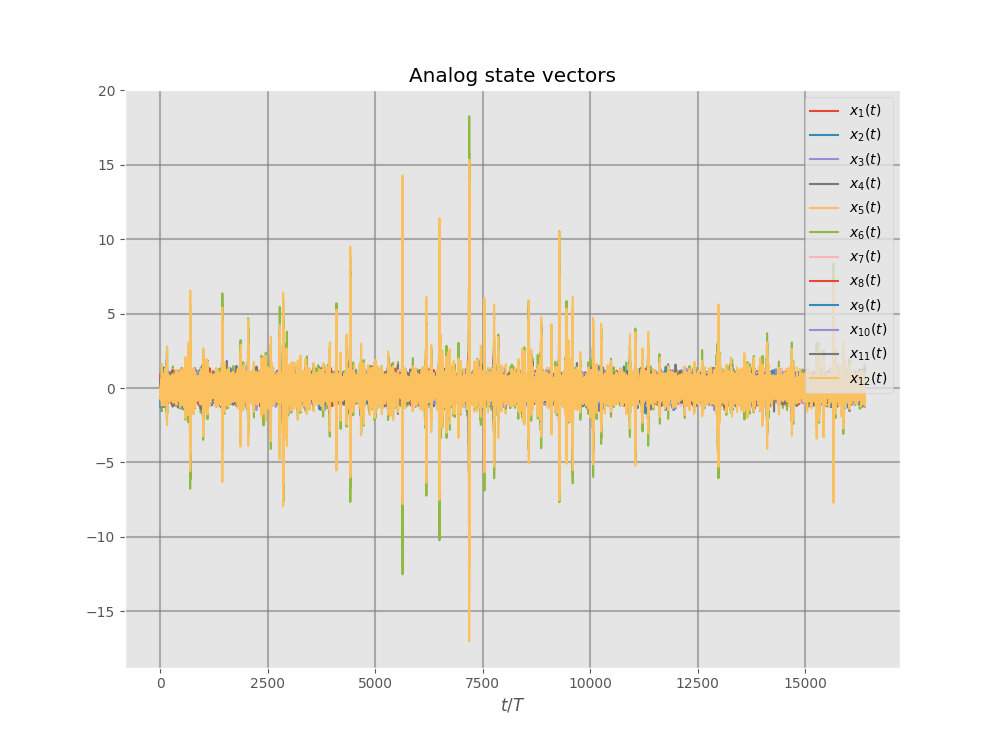 Analog state vectors
20
15
10
5
0
−5
−10
−15
0 2500 5000 7500 10000 12500 15000
t/T
x₁(t)
x₂(t)
x₃(t)
x₄(t)
x₅(t)
x₆(t)
x₇(t)
x₈(t)
x₉(t)
x₁₀(t)
x₁₁(t)
x₁₂(t)